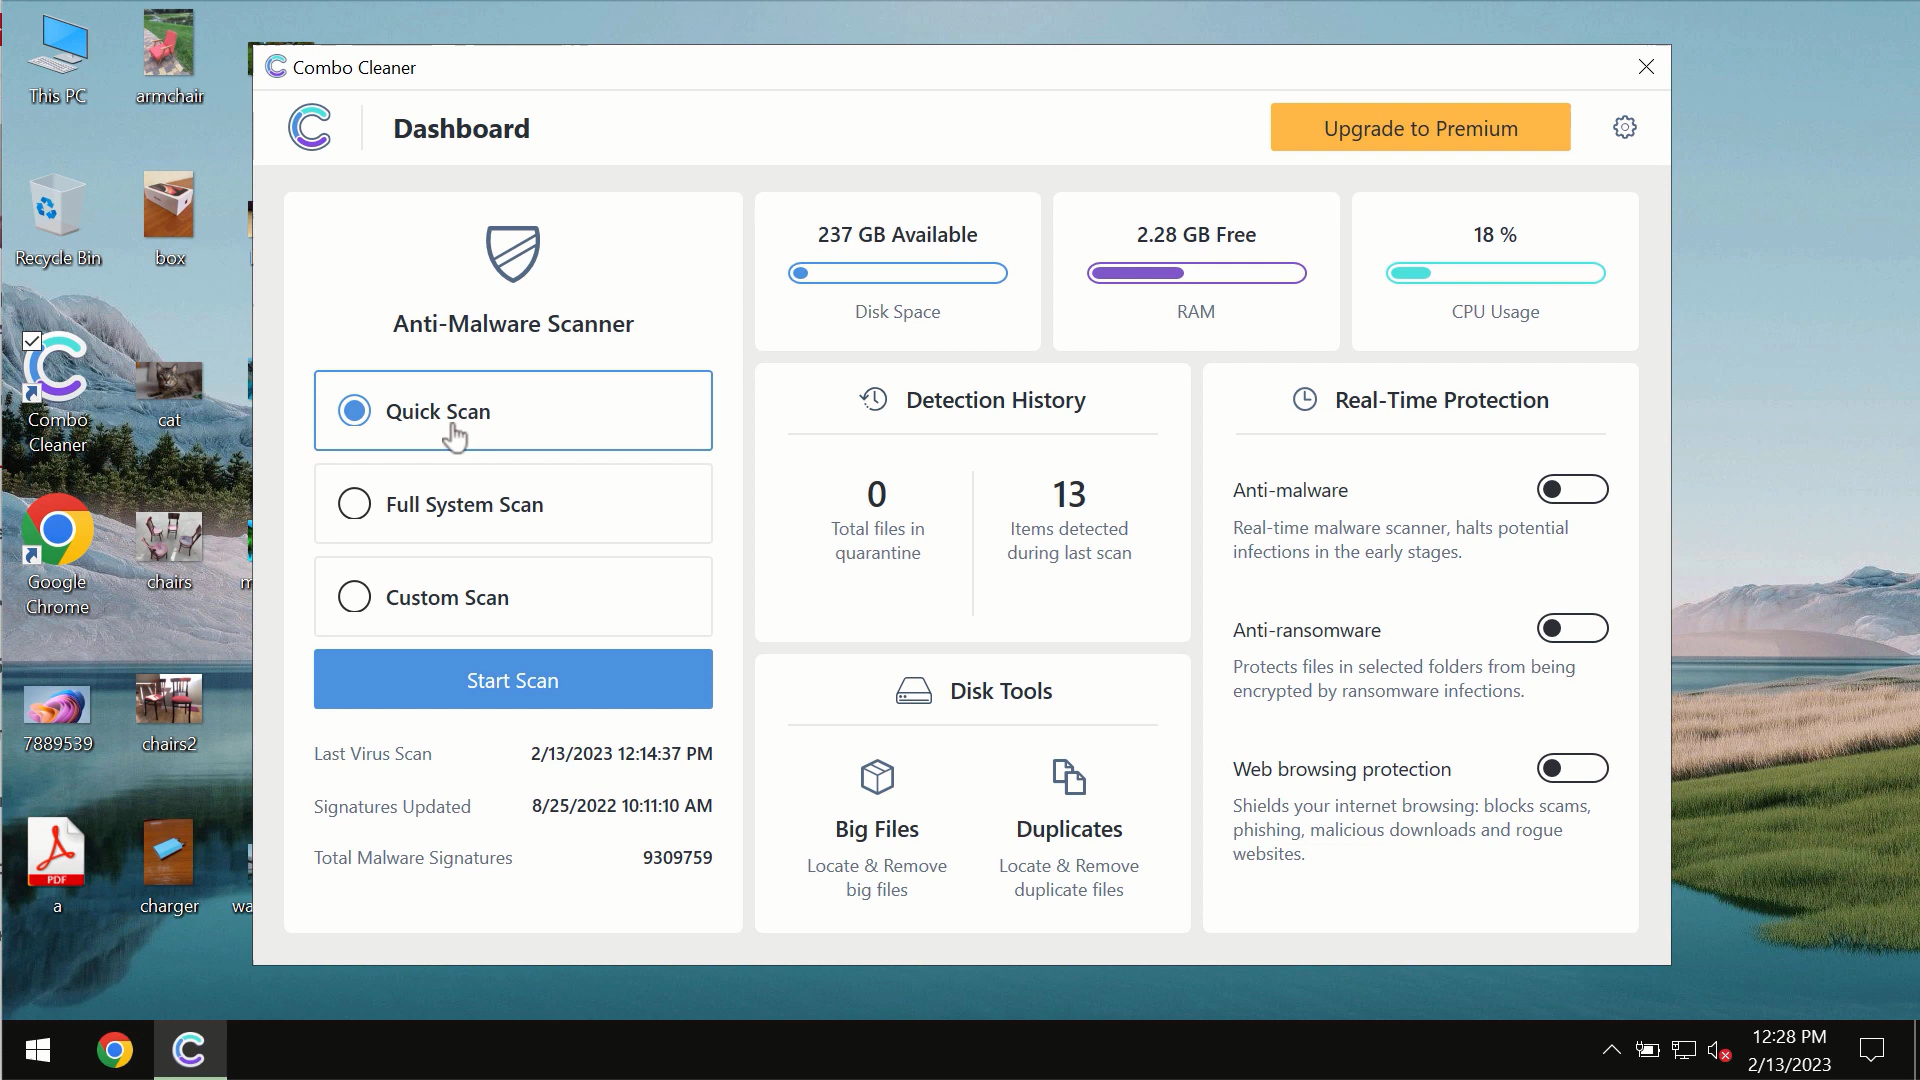 This PC
armchair
Recycle Bin
box
Combo
Cleaner
cat
Google
Chrome
chairs
7889539
chairs2
PDF
a
charger
Combo Cleaner
Dashboard
Upgrade to Premium
Anti-Malware Scanner
Quick Scan
Full System Scan
Custom Scan
Start Scan
Last Virus Scan 2/13/2023 12:14:37 PM
Signatures Updated 8/25/2022 10:11:10 AM
Total Malware Signatures 9309759
237 GB Available
Disk Space
2.28 GB Free
RAM
18 %
CPU Usage
Detection History
0
Total files in
quarantine
13
Items detected
during last scan
Disk Tools
Big Files
Locate & Remove
big files
Duplicates
Locate & Remove
duplicate files
Real-Time Protection
Anti-malware
Real-time malware scanner, halts potential
infections in the early stages.
Anti-ransomware
Protects files in selected folders from being
encrypted by ransomware infections.
Web browsing protection
Shields your internet browsing: blocks scams,
phishing, malicious downloads and rogue
websites.
12:28 PM
2/13/2023